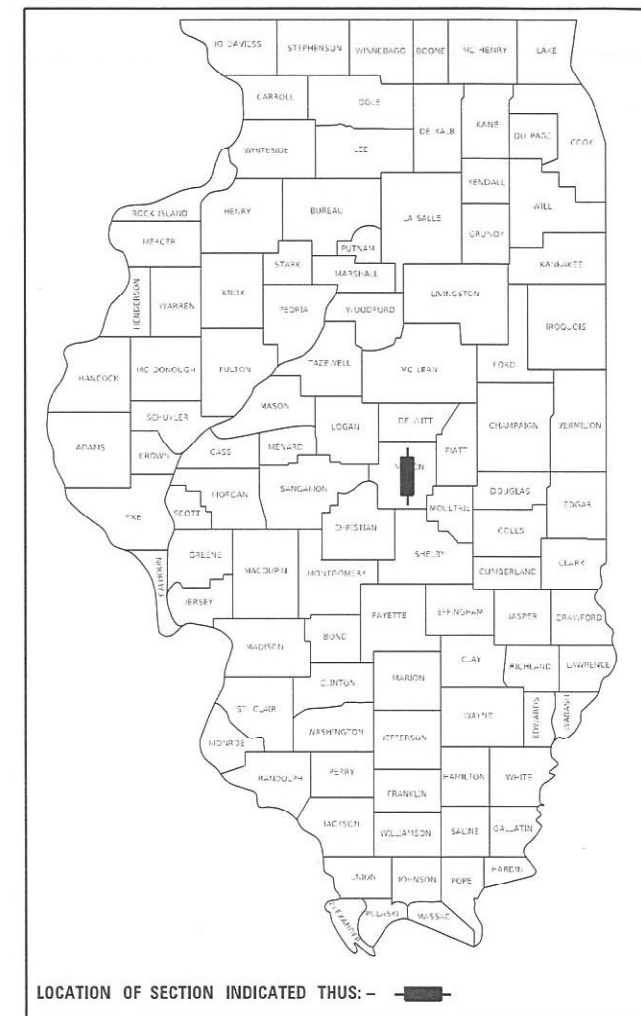 JO DAVIESS STEPHENSON WINNEBAGO BOONE MC HENRY LAKE
CARROLL OGLE DE KALB KANE DU PAGE COOK
WHITESIDE LEE
KENDALL
ROCK ISLAND HENRY BUREAU LA SALLE GRUNDY WILL
MERCER PUTNAM KANKAKEE
STARK MARSHALL
HENDERSON WARREN KNOX PEORIA WOODFORD LIVINGSTON IROQUOIS
HANCOCK MC DONOUGH FULTON TAZEWELL MC LEAN FORD
MASON
SCHUYLER LOGAN DE WITT CHAMPAIGN VERMILION
ADAMS BROWN CASS MENARD PIATT
MORGAN SANGAMON DOUGLAS
PIKE SCOTT CHRISTIAN MOULTRIE EDGAR
COLES
GREENE SHELBY
CALHOUN MACOUPIN MONTGOMERY CUMBERLAND CLARK
JERSEY FAYETTE EFFINGHAM JASPER CRAWFORD
MADISON BOND
CLAY RICHLAND LAWRENCE
CLINTON MARION
ST. CLAIR WAYNE EDWARDS WABASH
MONROE WASHINGTON JEFFERSON
RANDOLPH PERRY HAMILTON WHITE
FRANKLIN
JACKSON WILLIAMSON SALINE GALLATIN
UNION JOHNSON POPE HARDIN
ALEXANDER PULASKI MASSAC
LOCATION OF SECTION INDICATED THUS: –